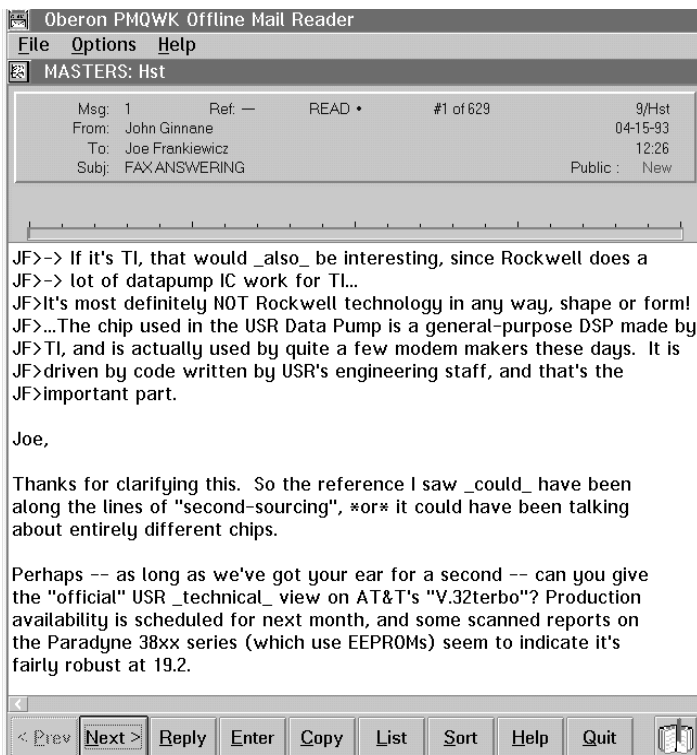 Oberon PMQWK Offline Mail Reader
File Options Help
MASTERS: Hst
Msg: 1 Ref: — READ • #1 of 629 9/Hst
From: John Ginnane 04-15-93
To: Joe Frankiewicz 12:26
Subj: FAX ANSWERING Public : New
JF>-> If it's TI, that would _also_ be interesting, since Rockwell does a
JF>-> lot of datapump IC work for TI...
JF>It's most definitely NOT Rockwell technology in any way, shape or form!
JF>...The chip used in the USR Data Pump is a general-purpose DSP made by
JF>TI, and is actually used by quite a few modem makers these days.  It is
JF>driven by code written by USR's engineering staff, and that's the
JF>important part.
Joe,
Thanks for clarifying this.  So the reference I saw _could_ have been
along the lines of "second-sourcing", *or* it could have been talking
about entirely different chips.
Perhaps -- as long as we've got your ear for a second -- can you give
the "official" USR _technical_ view on AT&T's "V.32terbo"? Production
availability is scheduled for next month, and some scanned reports on
the Paradyne 38xx series (which use EEPROMs) seem to indicate it's
fairly robust at 19.2.
< Prev Next > Reply Enter Copy List Sort Help Quit